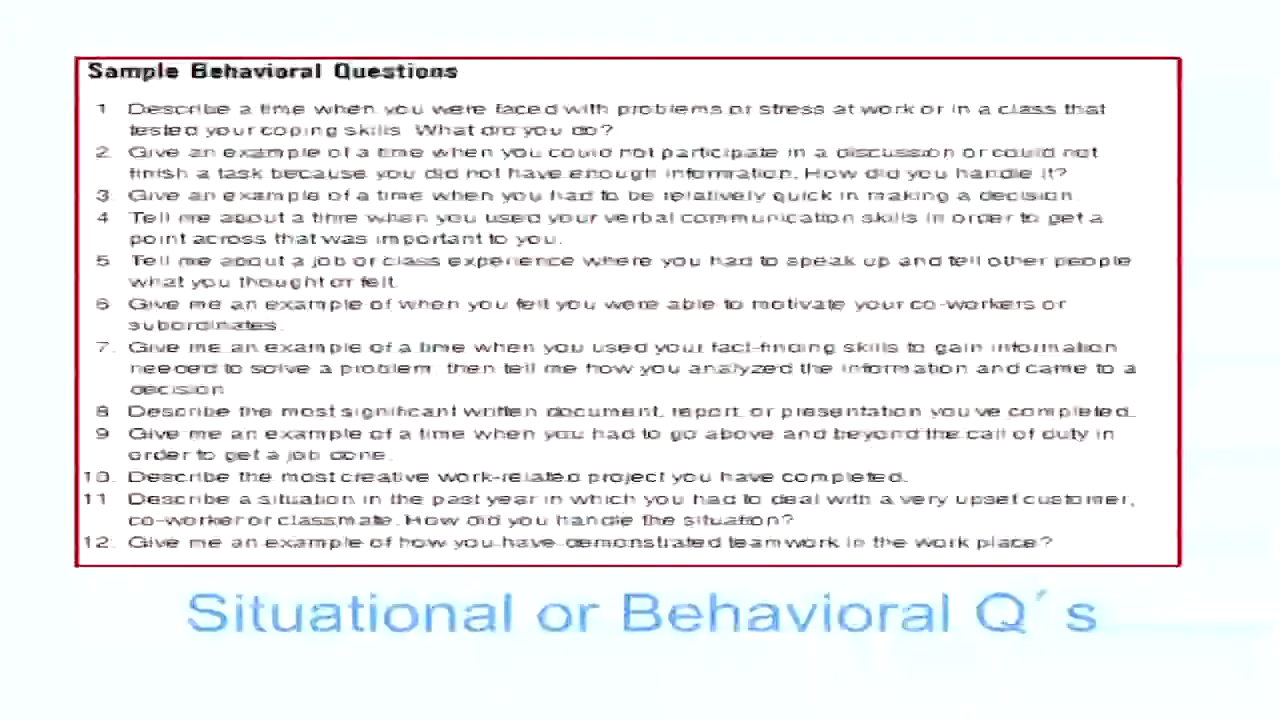 Sample Behavioral Questions
1 Describe a time when you were faced with problems or stress at work or in a class that
tested your coping skills. What did you do?
2. Give an example of a time when you could not participate in a discussion or could not
finish a task because you did not have enough information. How did you handle it?
3. Give an example of a time when you had to be relatively quick in making a decision.
4 Tell me about a time when you used your verbal communication skills in order to get a
point across that was important to you.
5 Tell me about a job or class experience where you had to speak up and tell other people
what you thought or felt.
6 Give me an example of when you felt you were able to motivate your co-workers or
subordinates.
7. Give me an example of a time when you used your fact-finding skills to gain information
needed to solve a problem then tell me how you analyzed the information and came to a
decision
8 Describe the most significant written document, report, or presentation you've completed.
9 Give me an example of a time when you had to go above and beyond the call of duty in
order to get a job done.
10. Describe the most creative work-related project you have completed.
11 Describe a situation in the past year in which you had to deal with a very upset customer,
co-worker or classmate. How did you handle the situation?
12. Give me an example of how you have demonstrated teamwork in the work place?
Situational or Behavioral Q´s